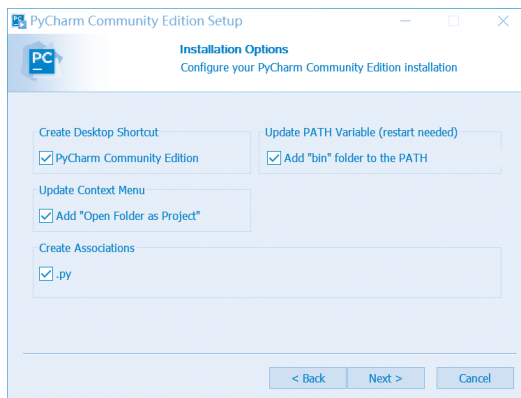 PyCharm Community Edition Setup
PC
Installation Options
Configure your PyCharm Community Edition installation
Create Desktop Shortcut
PyCharm Community Edition
Update PATH Variable (restart needed)
Add "bin" folder to the PATH
Update Context Menu
Add "Open Folder as Project"
Create Associations
.py
< Back
Next >
Cancel